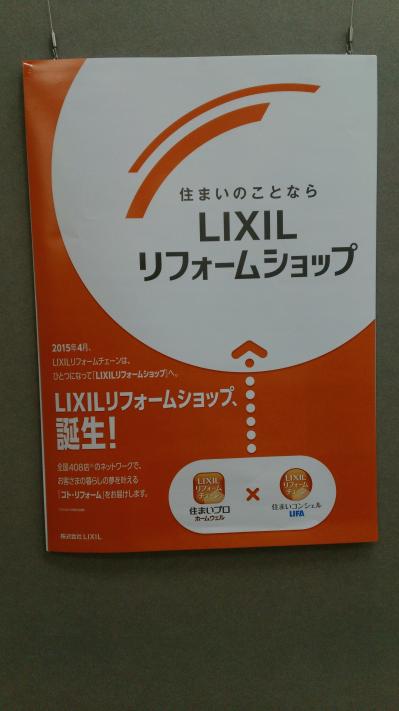 住まいのことなら
LIXIL
リフォームショップ
2015年4月、
LIXILリフォームチェーンは、
ひとつになって「LIXILリフォームショップ」へ。
LIXILリフォームショップ、
誕生!
全国408店※のネットワークで、
お客さまの暮らしの夢を叶える
「コト・リフォーム」をお届けします。
LIXIL
リフォーム
チェーン
住まいプロ
ホームウェル
×
LIXIL
リフォーム
チェーン
住まいコンシェル
LIFA
株式会社 LIXIL